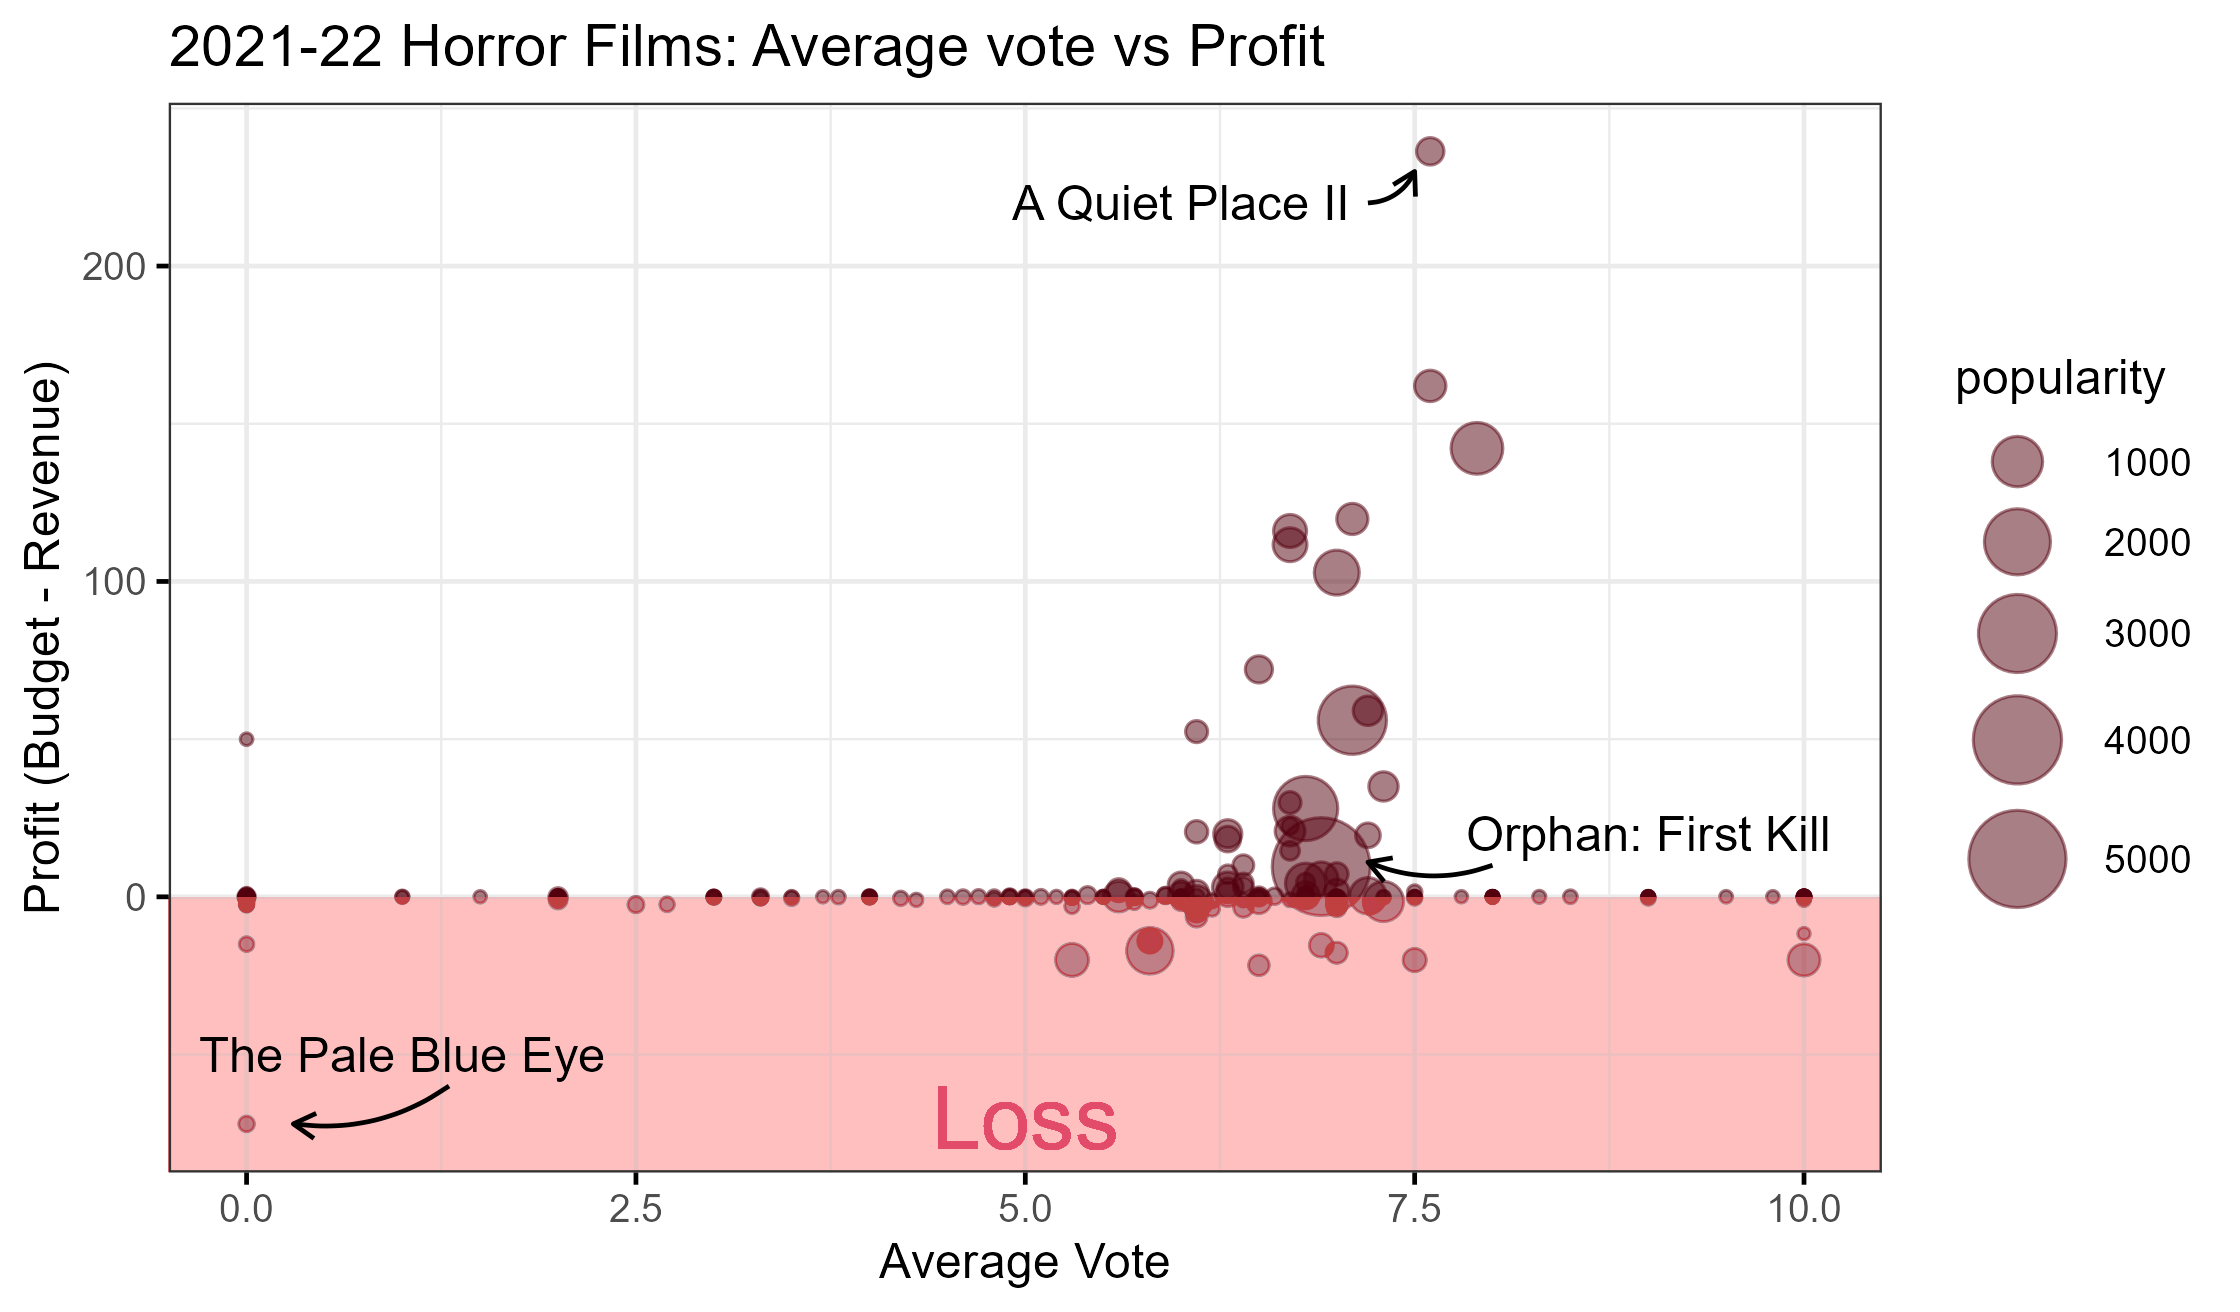 2021-22 Horror Films: Average vote vs Profit
Profit (Budget - Revenue)
200
100
0
A Quiet Place II
Orphan: First Kill
The Pale Blue Eye
Loss
0.0
2.5
5.0
7.5
10.0
Average Vote
popularity
1000
2000
3000
4000
5000